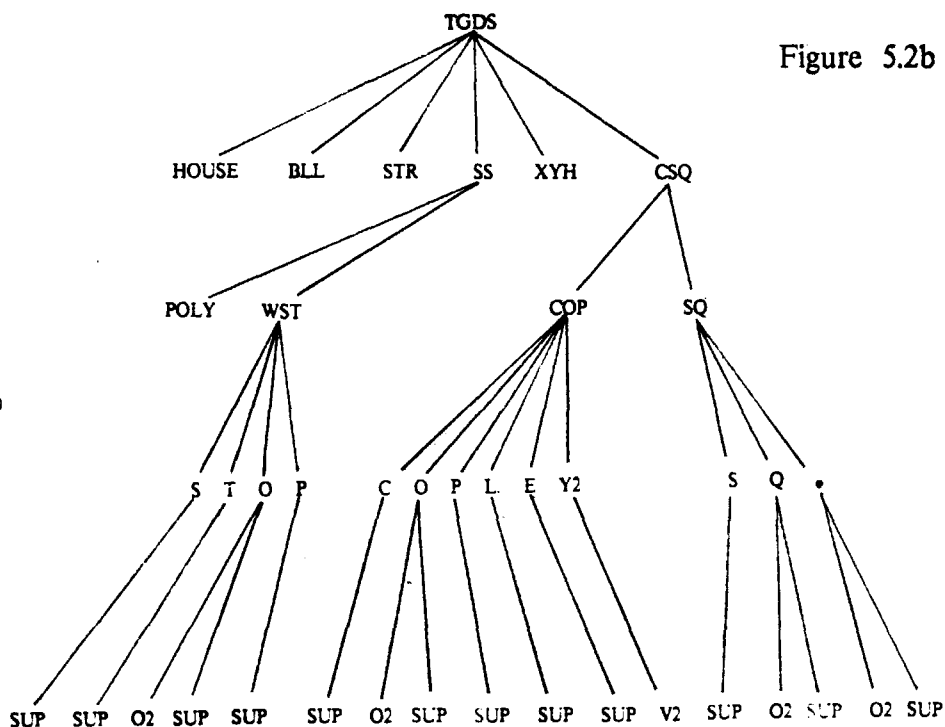 TGDS
Figure 5.2b
HOUSE BLL STR SS XYH CSQ
POLY WST COP SQ
S T O P C O P L E Y2 S Q •
SUP SUP O2 SUP SUP SUP O2 SUP SUP SUP SUP V2 SUP O2 SUP O2 SUP